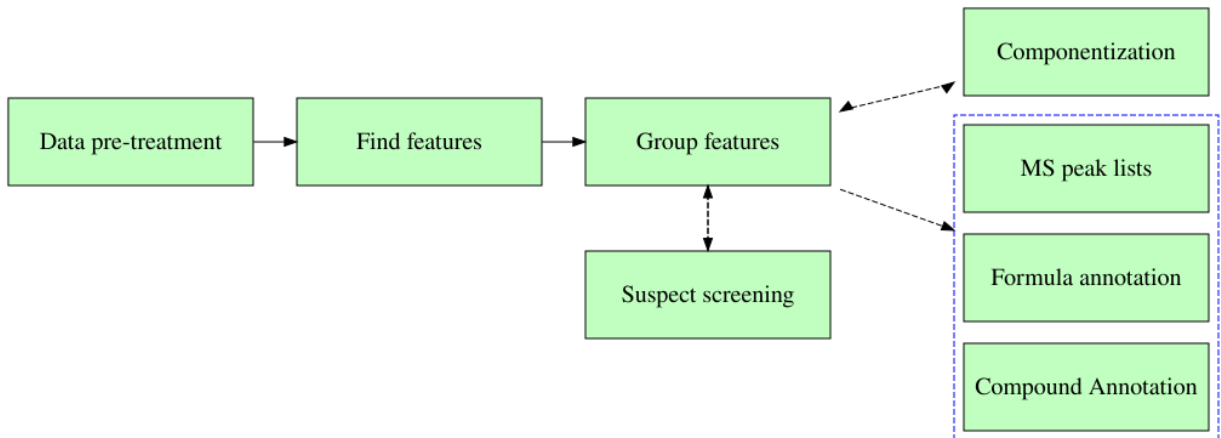 Componentization
Data pre-treatment
Find features
Group features
MS peak lists
Formula annotation
Suspect screening
Compound Annotation